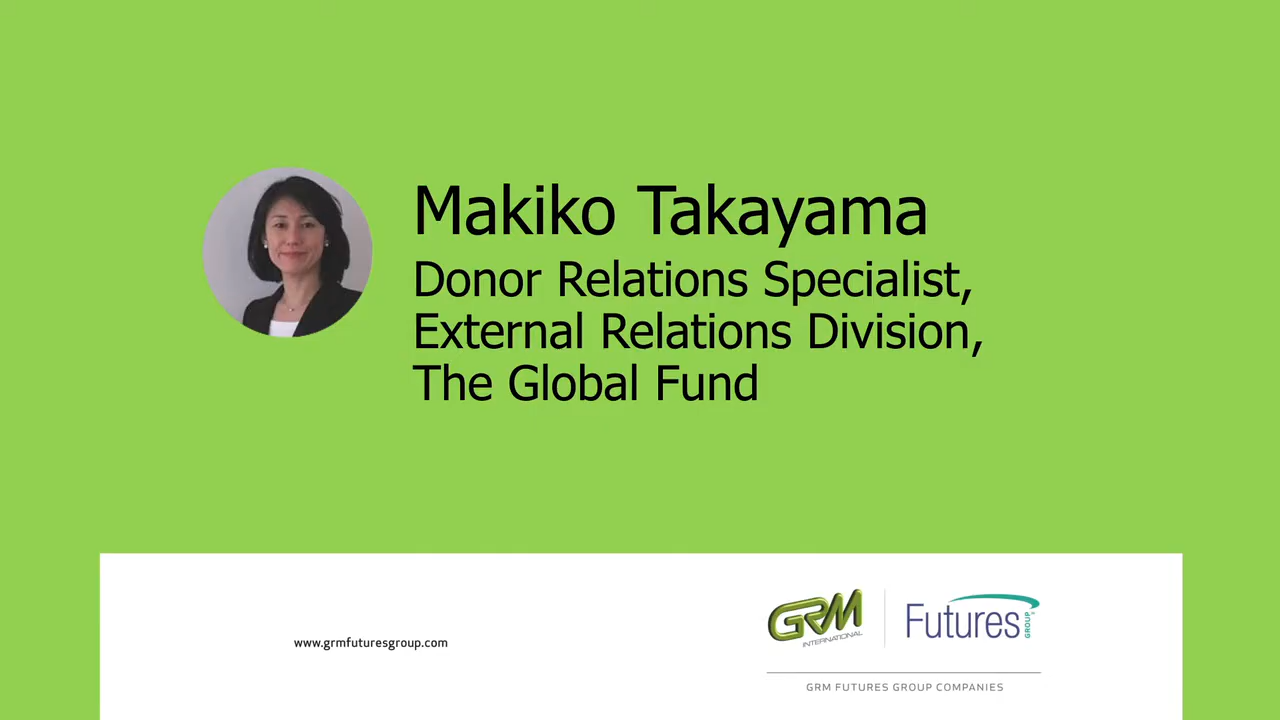 Makiko Takayama
Donor Relations Specialist,
External Relations Division,
The Global Fund
www.grmfuturesgroup.com
GRM
INTERNATIONAL
Futures
GROUP
GRM FUTURES GROUP COMPANIES